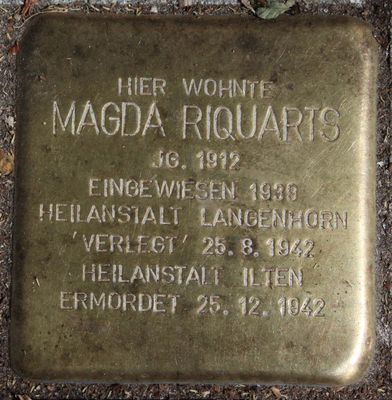 HIER WOHNTE
MAGDA RIQUARTS
JG. 1912
EINGEWIESEN 1938
HEILANSTALT LANGENHORN
'VERLEGT' 25. 8. 1942
HEILANSTALT ILTEN
ERMORDET 25. 12. 1942